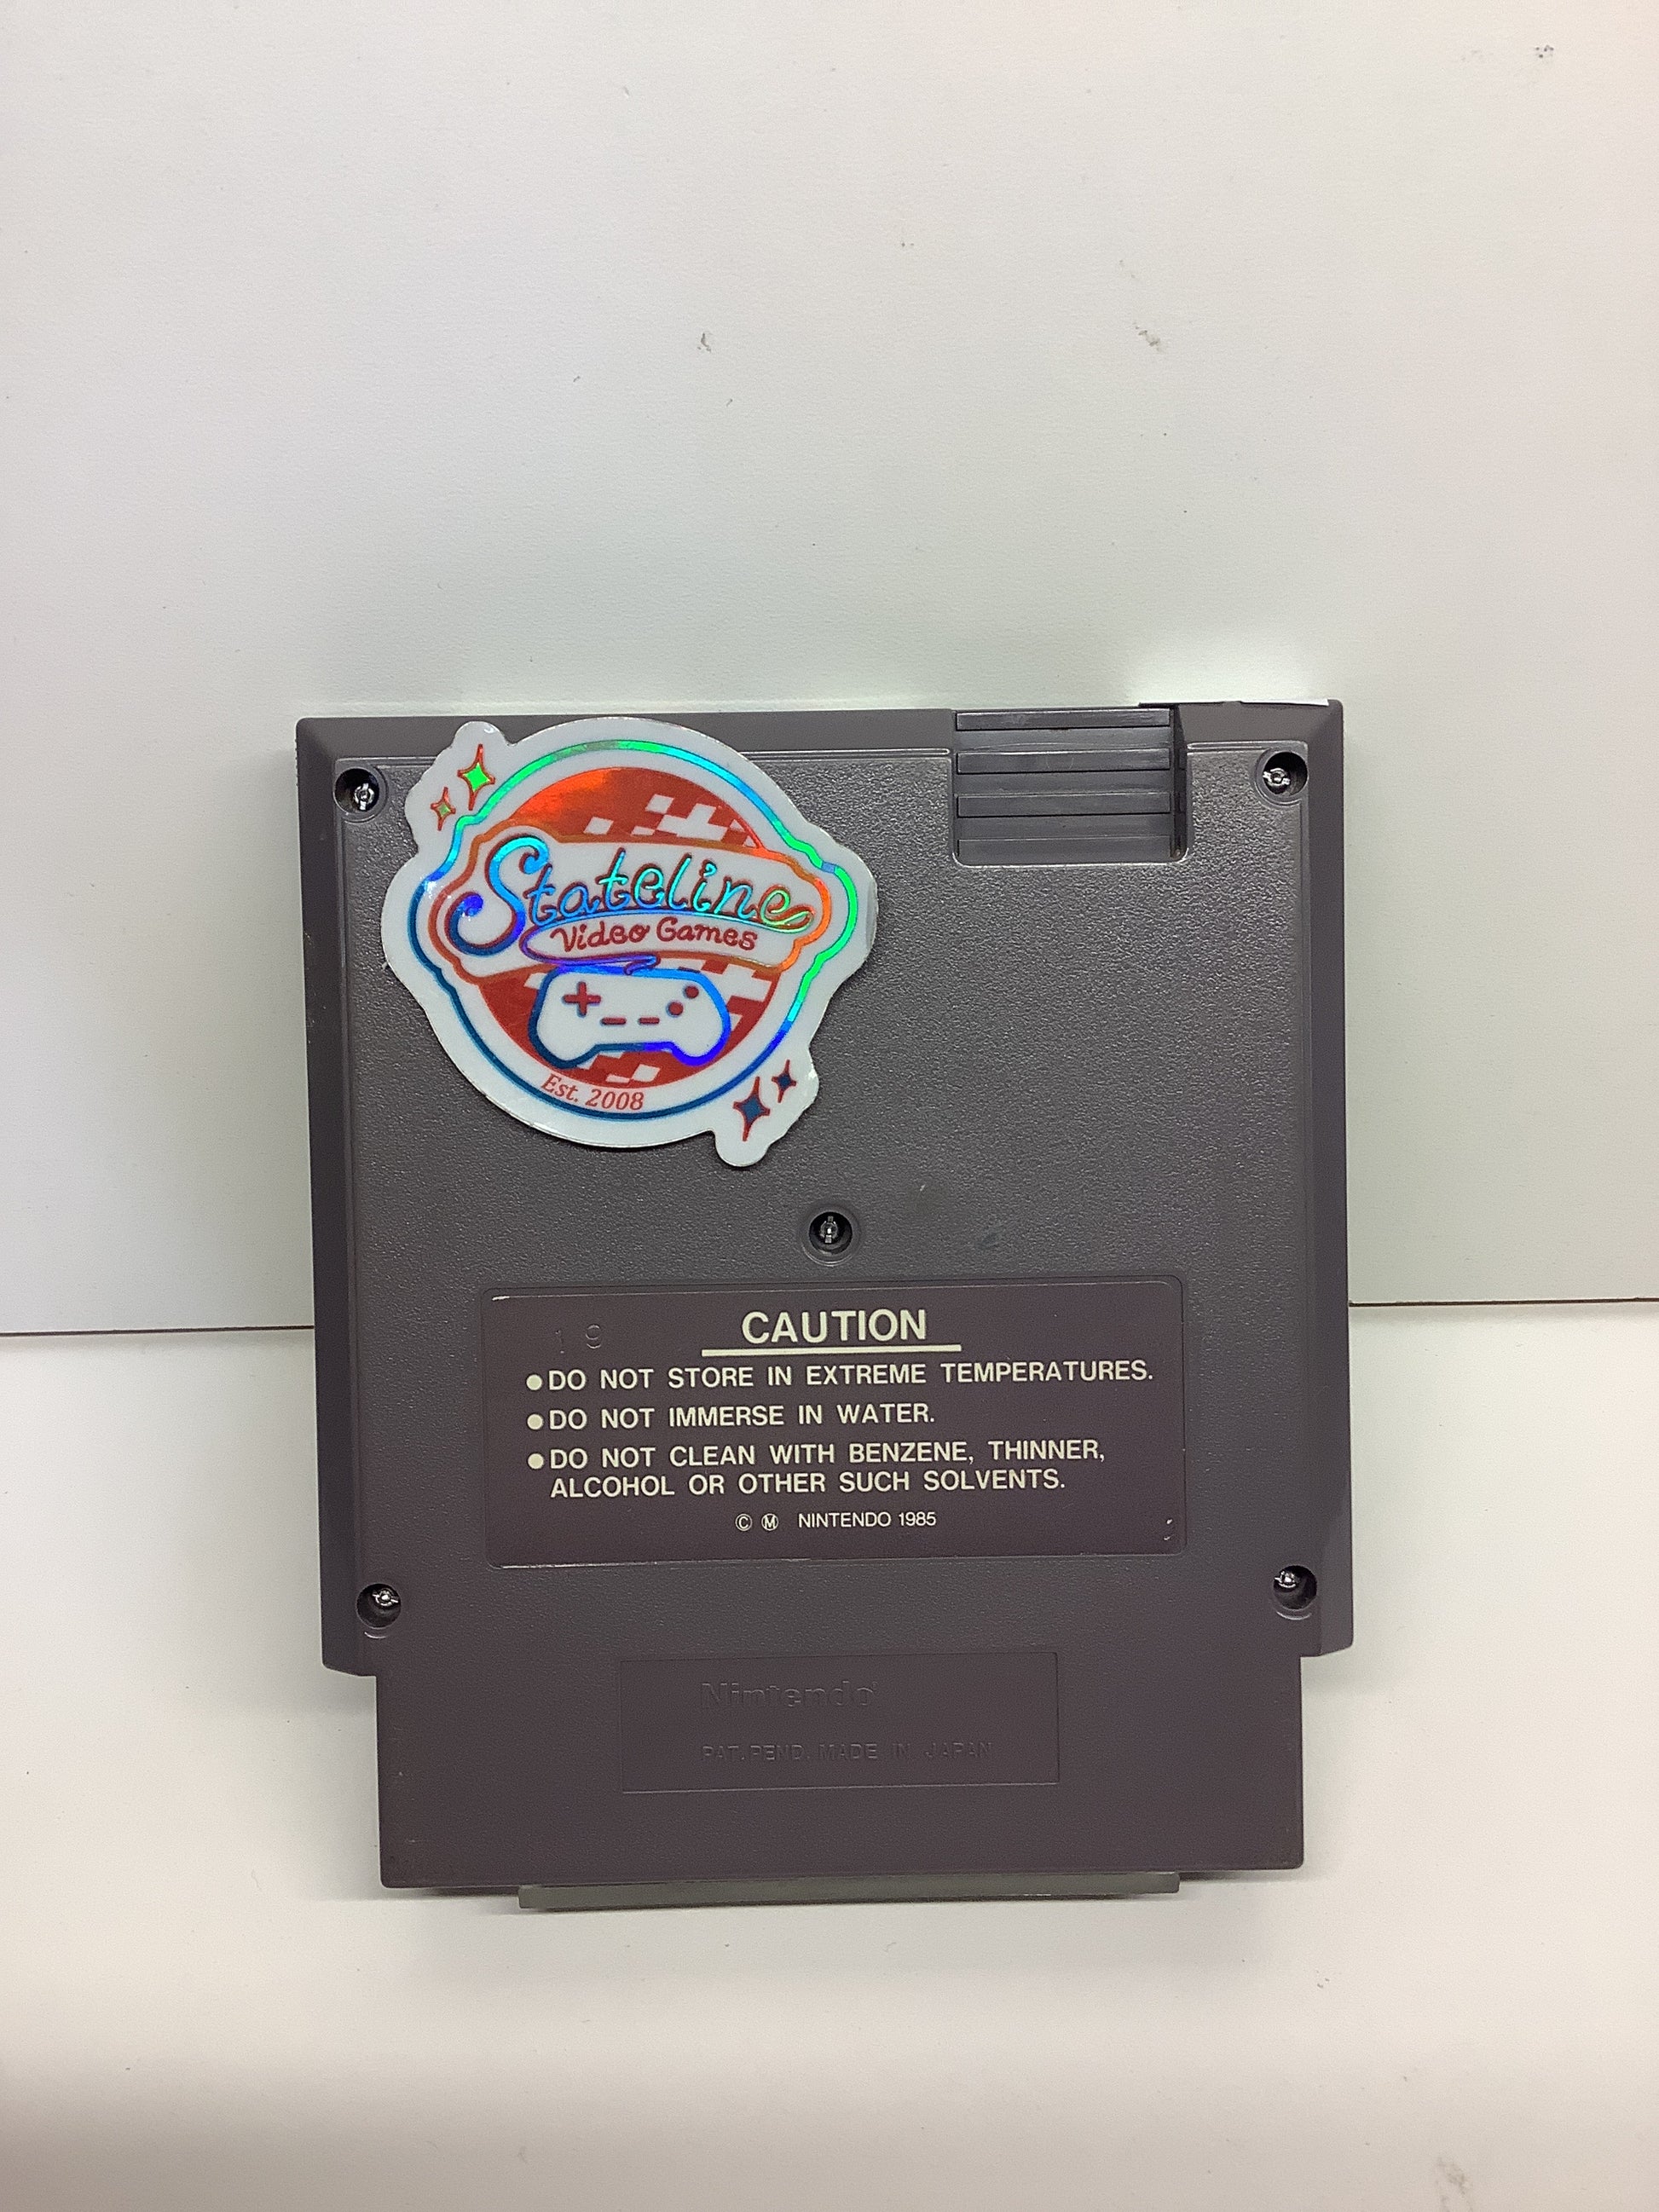 Stateline
Video Games
Est. 2008
19
CAUTION
●DO NOT STORE IN EXTREME TEMPERATURES.
●DO NOT IMMERSE IN WATER.
●DO NOT CLEAN WITH BENZENE, THINNER,
ALCOHOL OR OTHER SUCH SOLVENTS.
© Ⓜ NINTENDO 1985
Nintendo
PAT. PEND. MADE IN JAPAN